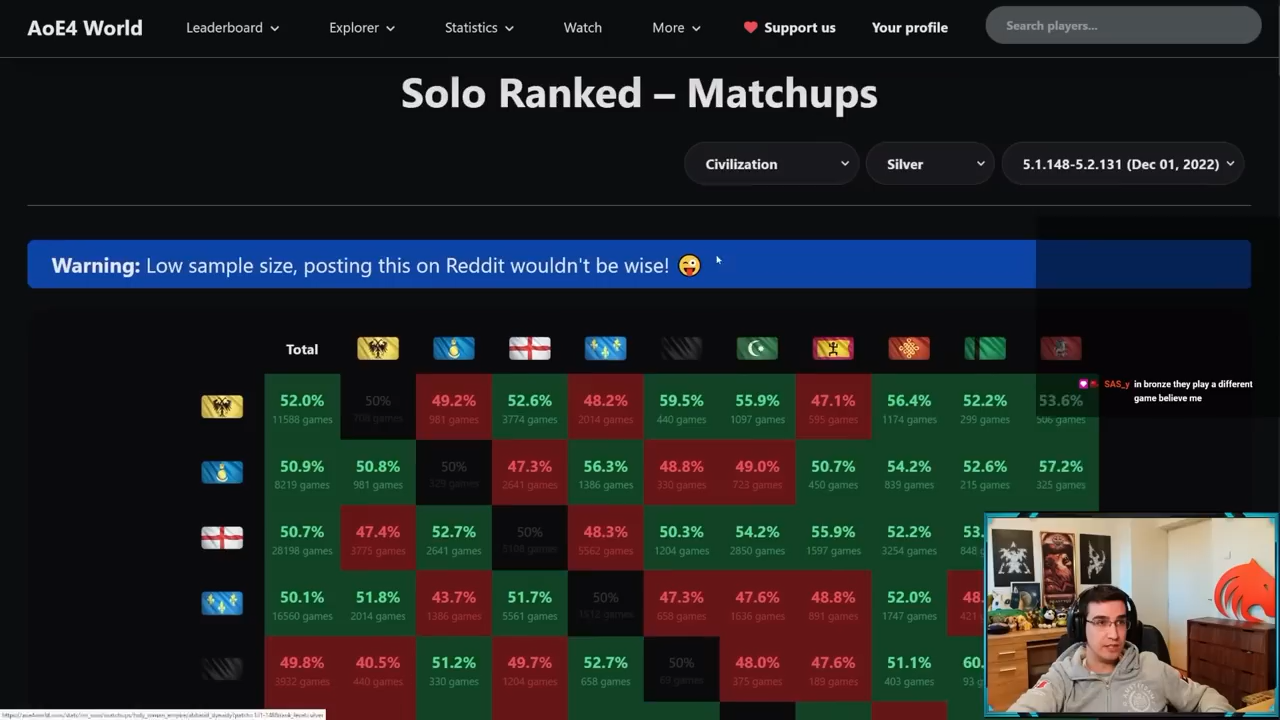 AoE4 World Leaderboard Explorer Statistics Watch More Support us Your profile Search players...
Solo Ranked – Matchups
Civilization Silver 5.1.148-5.2.131 (Dec 01, 2022)
Warning: Low sample size, posting this on Reddit wouldn't be wise! 😜
Total
SAS_y in bronze they play a different
game believe me
52.0% 50% 49.2% 52.6% 48.2% 59.5% 55.9% 47.1% 56.4% 52.2% 53.6%
11588 games 981 games 3774 games 2014 games 440 games 1097 games 595 games 1174 games 299 games 506 games
50.9% 50.8% 50% 47.3% 56.3% 48.8% 49.0% 50.7% 54.2% 52.6% 57.2%
8219 games 981 games 2641 games 1386 games 330 games 723 games 450 games 839 games 215 games 325 games
50.7% 47.4% 52.7% 50% 48.3% 50.3% 54.2% 55.9% 52.2% 53.
28198 games 3775 games 2641 games 5562 games 1204 games 2850 games 1597 games 3254 games 848 g
50.1% 51.8% 43.7% 51.7% 50% 47.3% 47.6% 48.8% 52.0% 48.
16560 games 2014 games 1386 games 5561 games 658 games 1636 games 891 games 1747 games 421
49.8% 40.5% 51.2% 49.7% 52.7% 50% 48.0% 47.6% 51.1% 60.
3932 games 440 games 330 games 1204 games 658 games 69 games 375 games 189 games 403 games 93 g